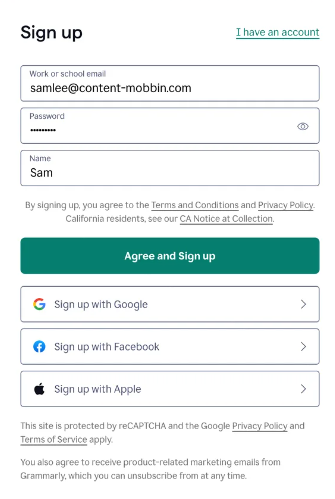 Sign up
I have an account
Work or school email
samlee@content-mobbin.com
Password
•••••••••
Name
Sam
By signing up, you agree to the Terms and Conditions and Privacy Policy.
California residents, see our CA Notice at Collection.
Agree and Sign up
Sign up with Google
Sign up with Facebook
Sign up with Apple
This site is protected by reCAPTCHA and the Google Privacy Policy and
Terms of Service apply.
You also agree to receive product-related marketing emails from
Grammarly, which you can unsubscribe from at any time.